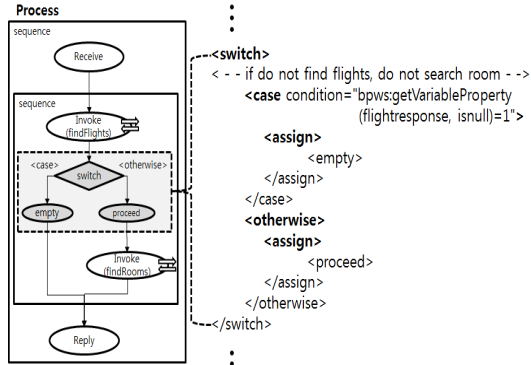 Process
sequence
Receive
sequence
Invoke
(findFlights)
<case>
<otherwise>
switch
empty
proceed
Invoke
(findRooms)
Reply
<switch>
< - - if do not find flights, do not search room - ->
<case condition="bpws:getVariableProperty
(flightresponse, isnull)=1">
<assign>
<empty>
</assign>
</case>
<otherwise>
<assign>
<proceed>
</assign>
</otherwise>
</switch>